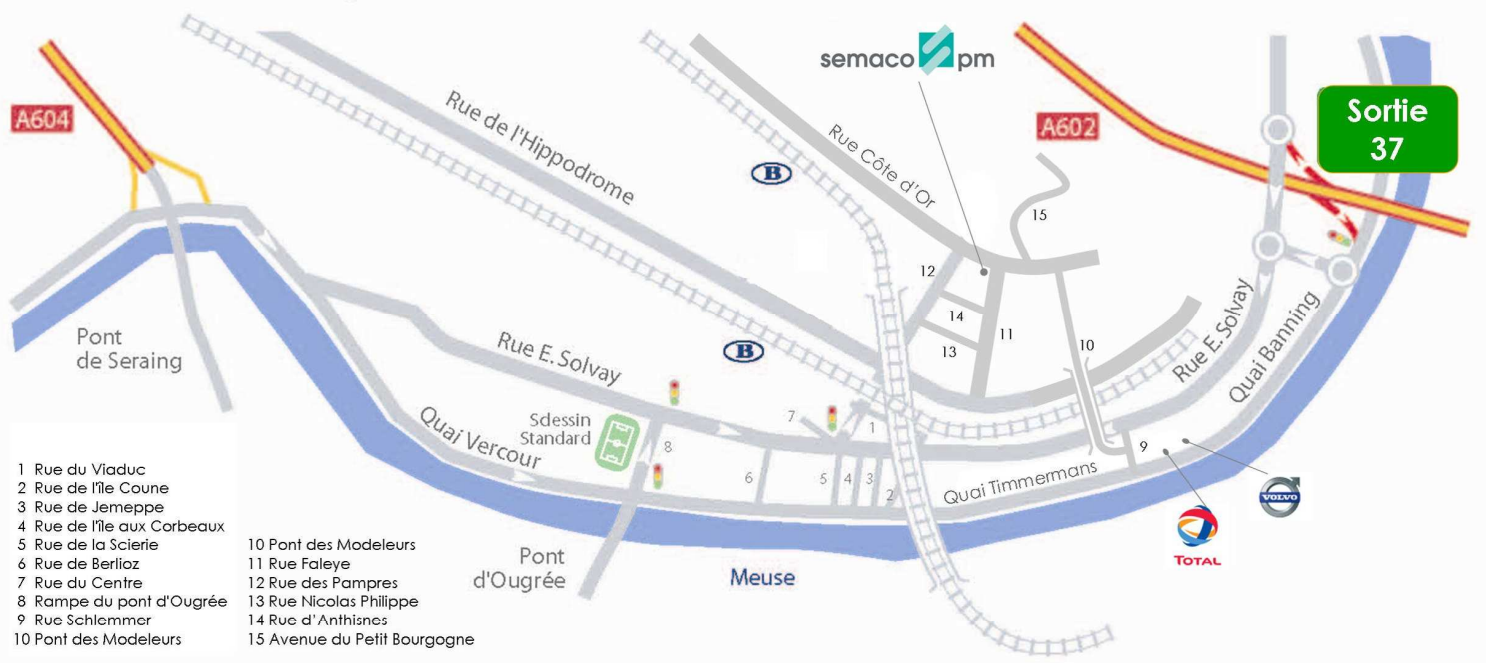 semaco pm
A604
A602
Sortie
37
Rue de l'Hippodrome
Rue Côte d'Or
B
15
12
14
13
11
10
Rue E. Solvay
Quai Banning
Pont
de Seraing
B
Rue E. Solvay
Sdessin
Standard
Quai Vercour
8
7
1
6
5
4
3
2
Quai Timmermans
9
VOLVO
TOTAL
Pont
d'Ougrée
Meuse
1 Rue du Viaduc
2 Rue de l'île Coune
3 Rue de Jemeppe
4 Rue de l'île aux Corbeaux
5 Rue de la Scierie
6 Rue de Berlioz
7 Rue du Centre
8 Rampe du pont d'Ougrée
9 Rue Schlemmer
10 Pont des Modeleurs
10 Pont des Modeleurs
11 Rue Faleye
12 Rue des Pampres
13 Rue Nicolas Philippe
14 Rue d'Anthisnes
15 Avenue du Petit Bourgogne